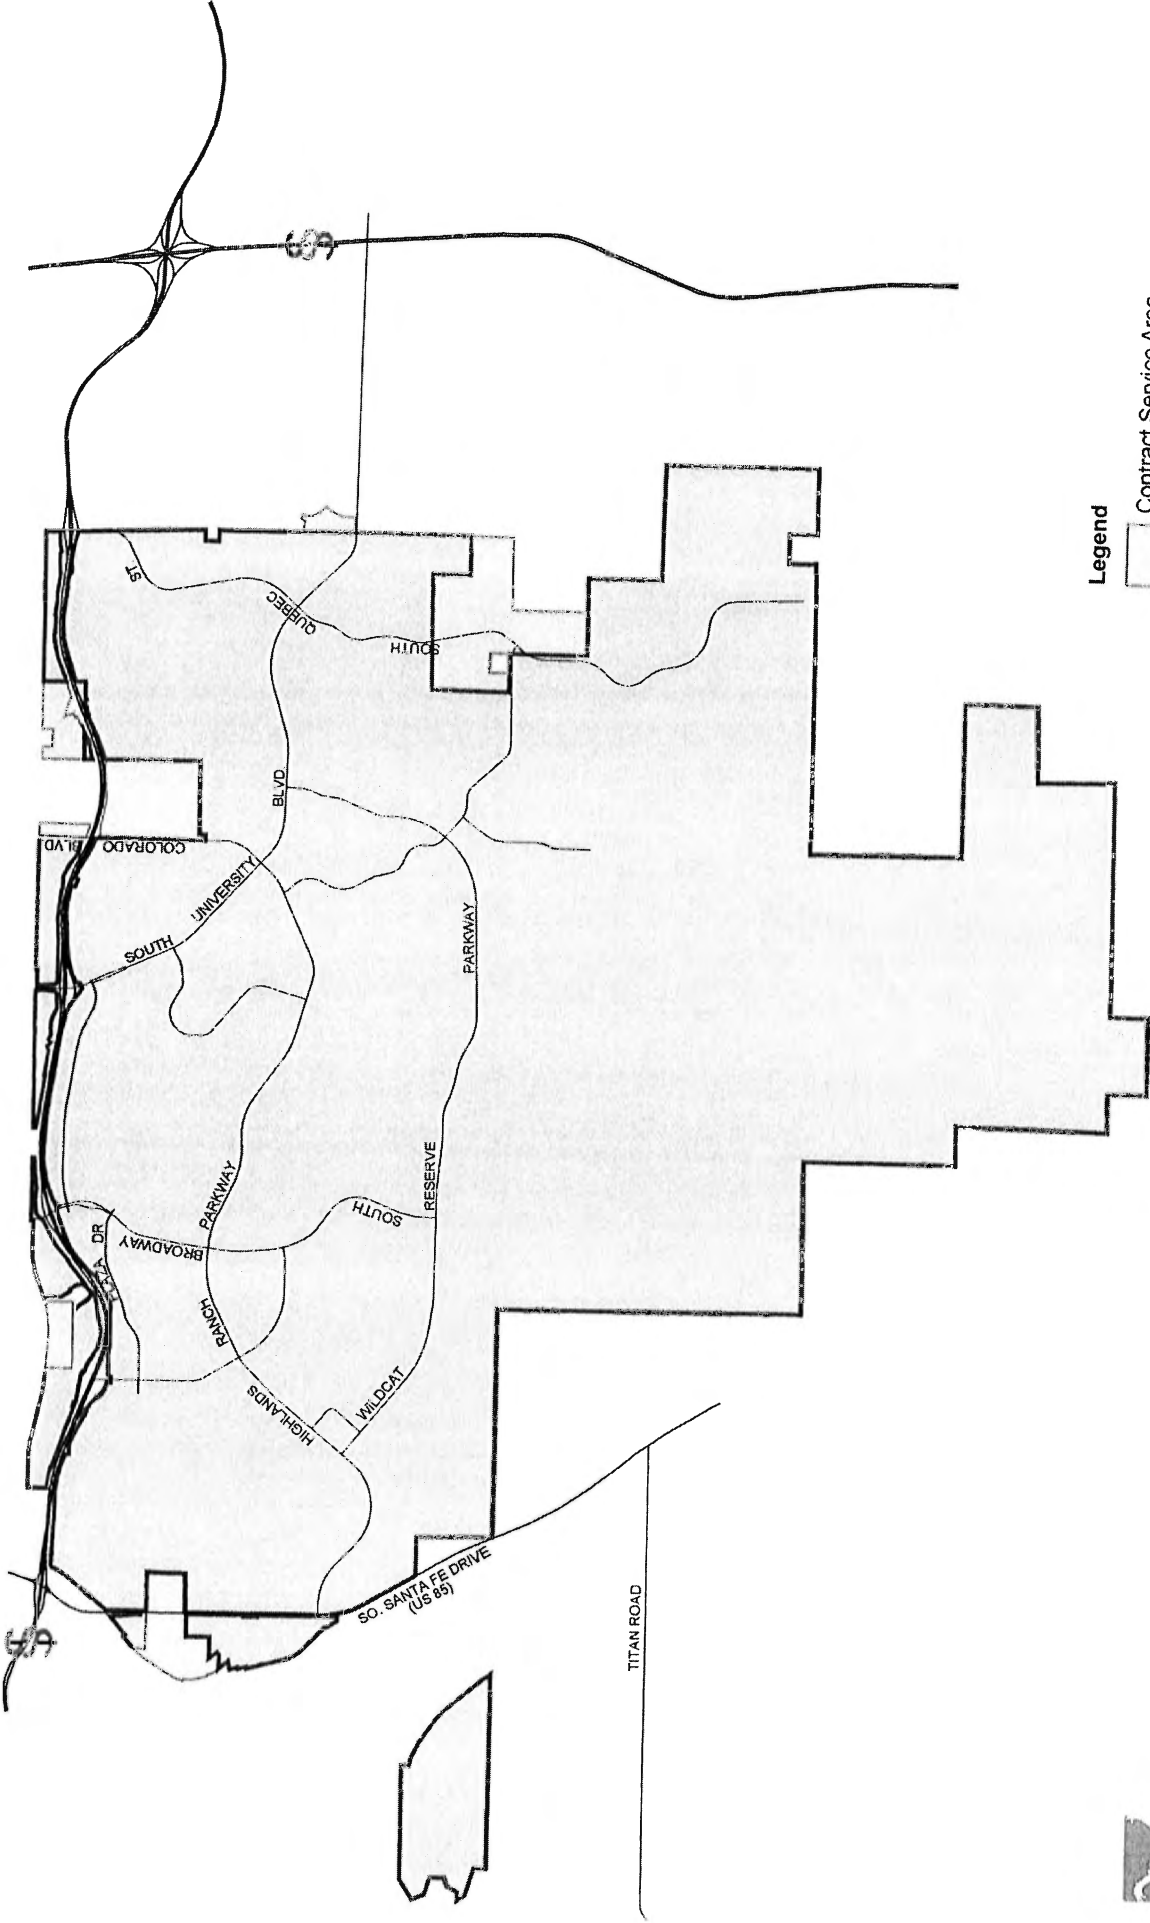 ST
QUEBEC
SOUTH
BLVD
COLORADO
BLVD
UNIVERSITY
SOUTH
PARKWAY
PARKWAY
RESERVE
SOUTH
BROADWAY
DR
RANCH
HIGHLANDS
WILDCAT
SO. SANTA FE DRIVE
(US 85)
TITAN ROAD
Legend
Contract Service Area